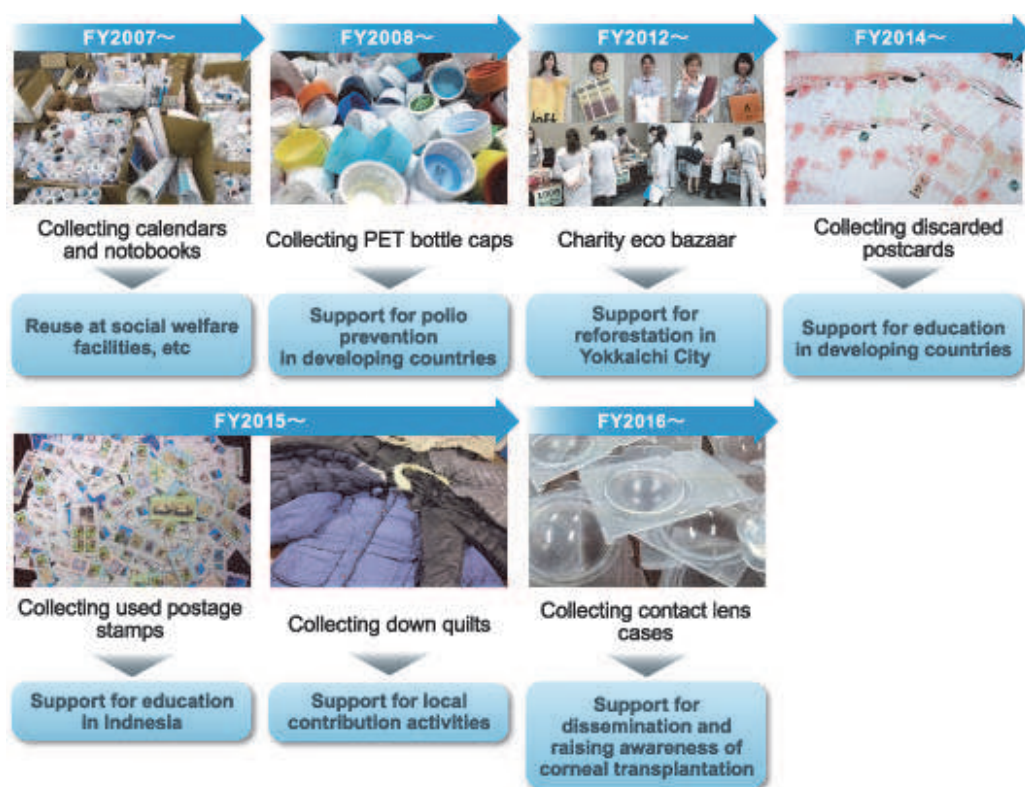 FY2007～
FY2008～
FY2012～
FY2014～
Collecting calendars
and notobooks
Collecting PET bottle caps
Charity eco bazaar
Collecting discarded
postcards
Reuse at social welfare
facilities, etc
Support for polio
prevention
in developing countries
Support for
reforestation in
Yokkaichi City
Support for education
in developing countries
FY2015～
FY2016～
Collecting used postage
stamps
Collecting down quilts
Collecting contact lens
cases
Support for education
in Indnesia
Support for local
contribution activities
Support for
dissemination and
raising awareness of
corneal transplantation